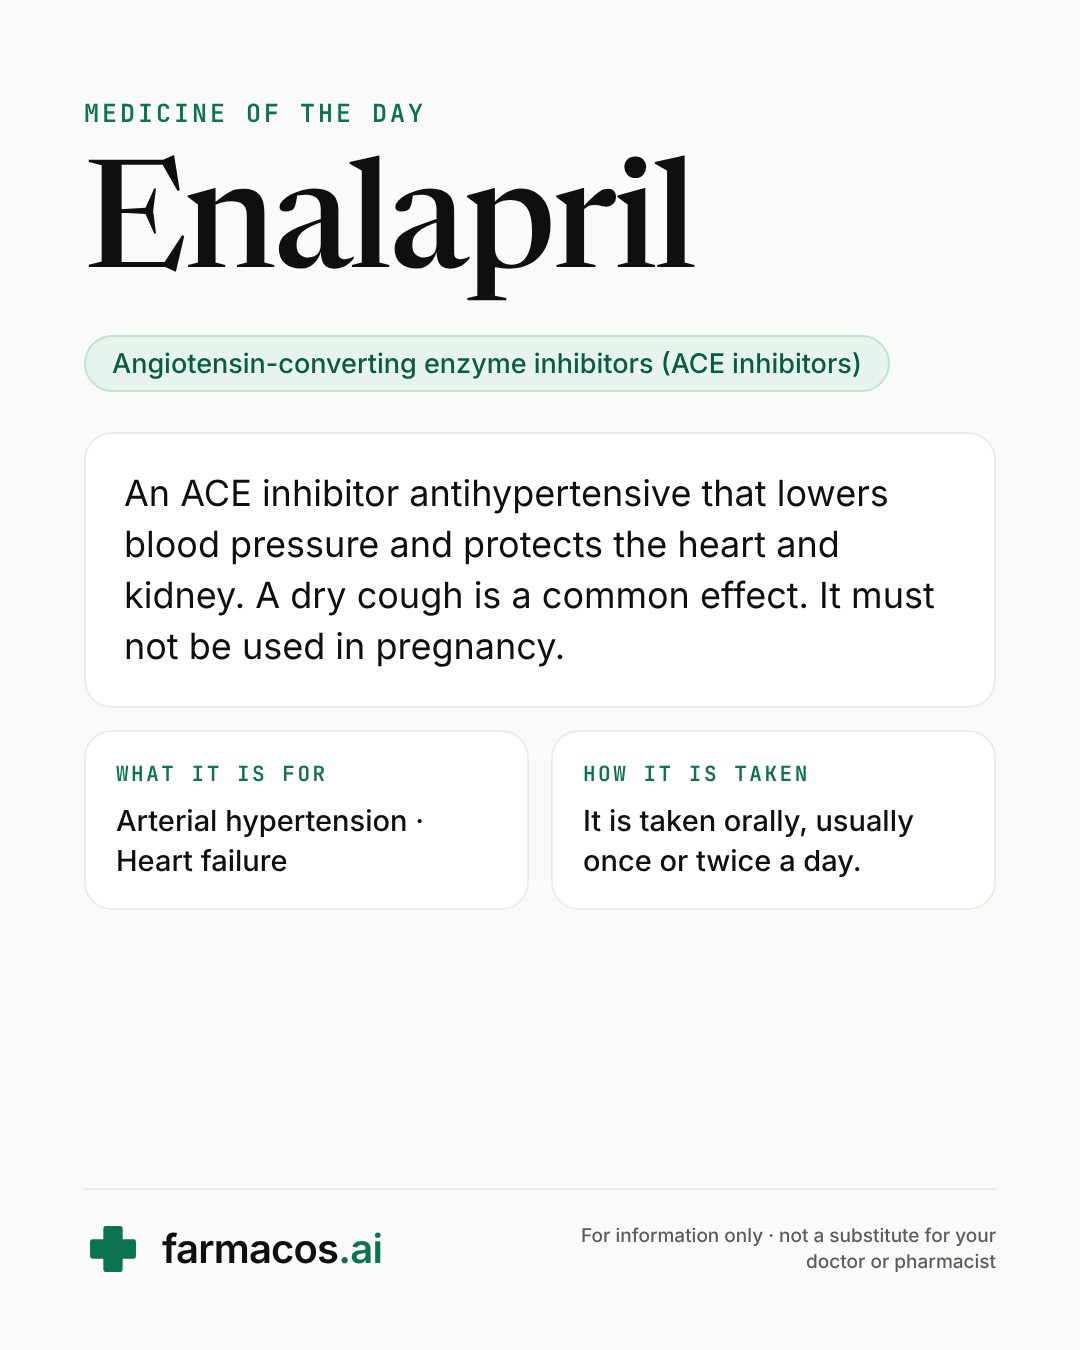 MEDICINE OF THE DAY
Enalapril
Angiotensin-converting enzyme inhibitors (ACE inhibitors)
An ACE inhibitor antihypertensive that lowers
blood pressure and protects the heart and
kidney. A dry cough is a common effect. It must
not be used in pregnancy.
WHAT IT IS FOR
Arterial hypertension ·
Heart failure
HOW IT IS TAKEN
It is taken orally, usually
once or twice a day.
farmacos.ai
For information only · not a substitute for your
doctor or pharmacist